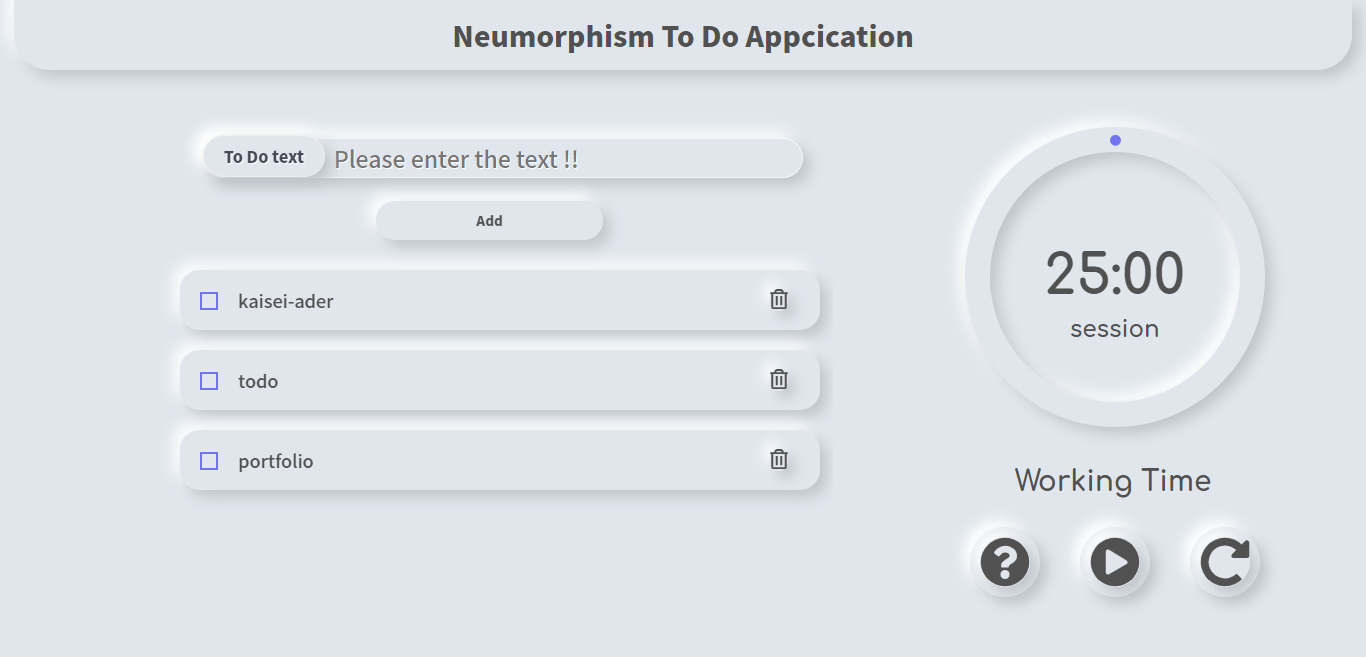 Neumorphism To Do Appcication
To Do text
Please enter the text !!
Add
kaisei-ader
todo
portfolio
25:00
session
Working Time